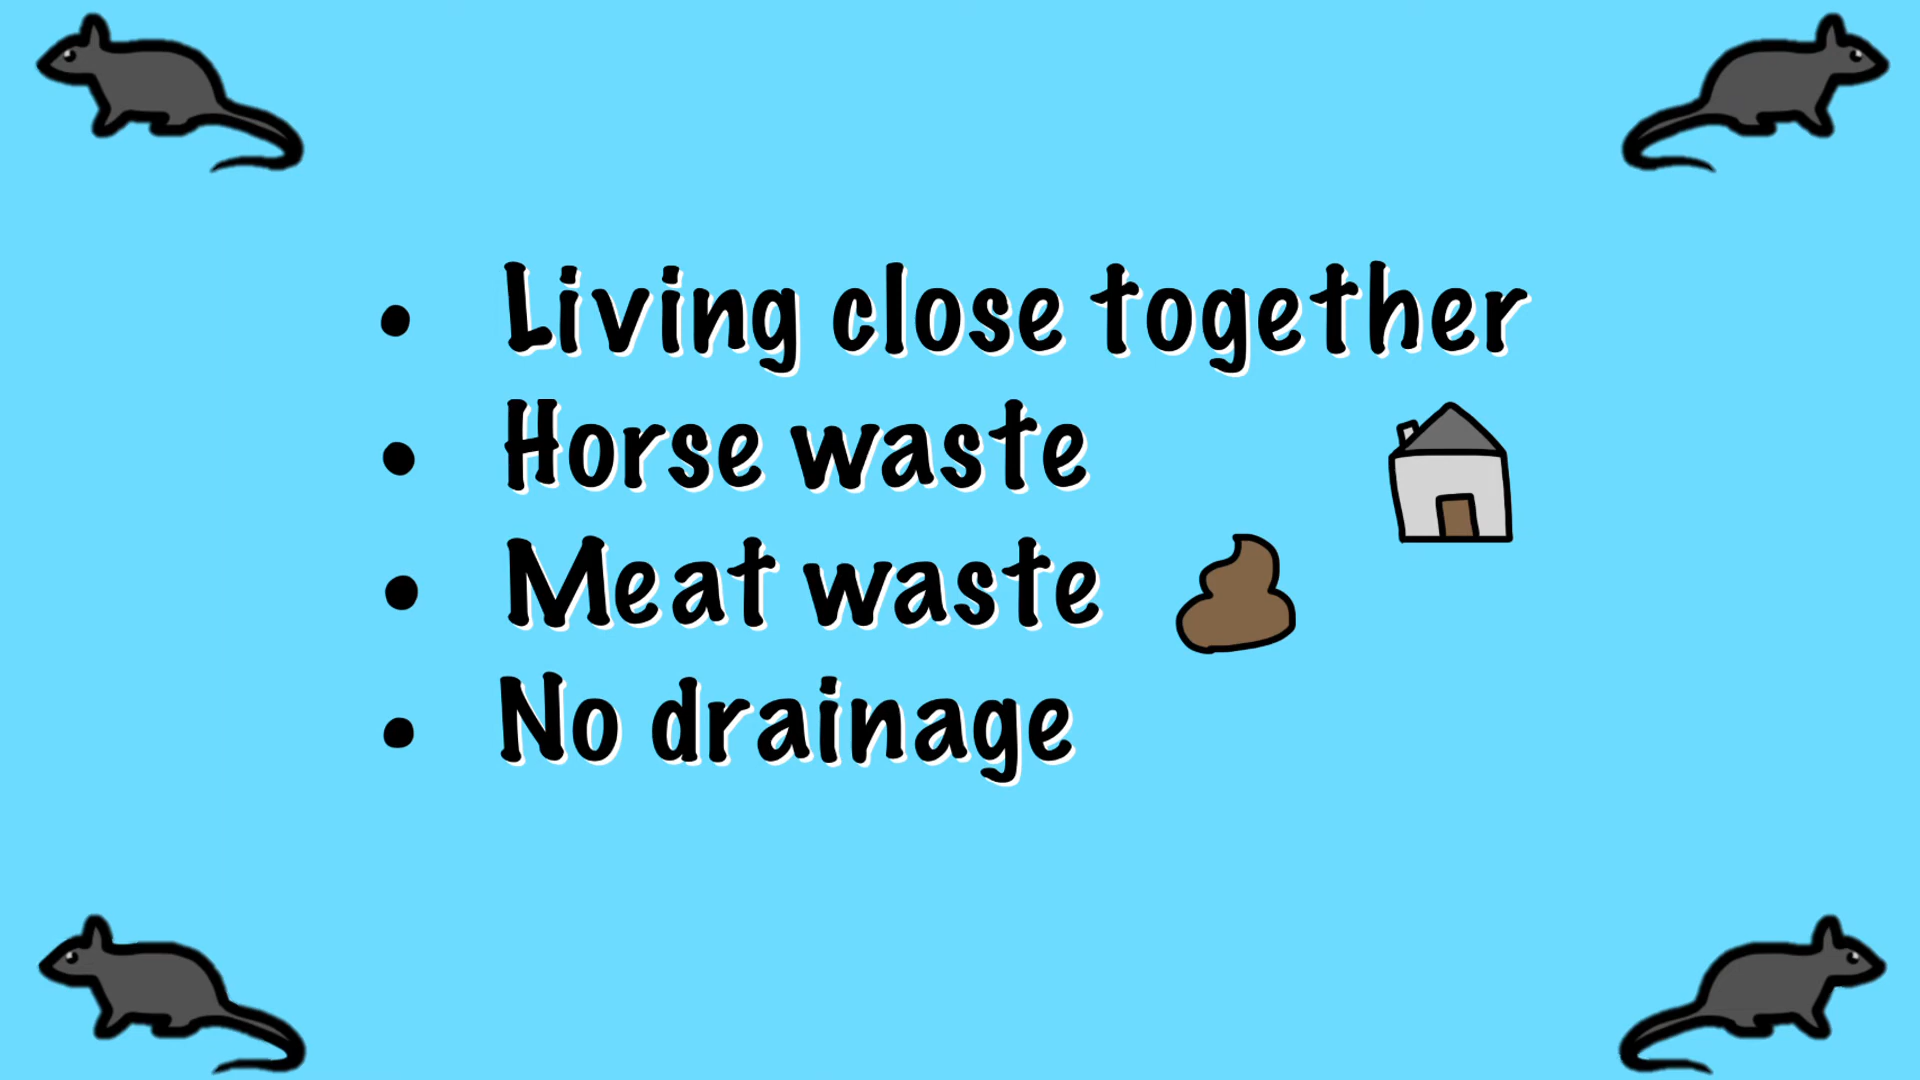 • Living close together
• Horse waste
• Meat waste
• No drainage